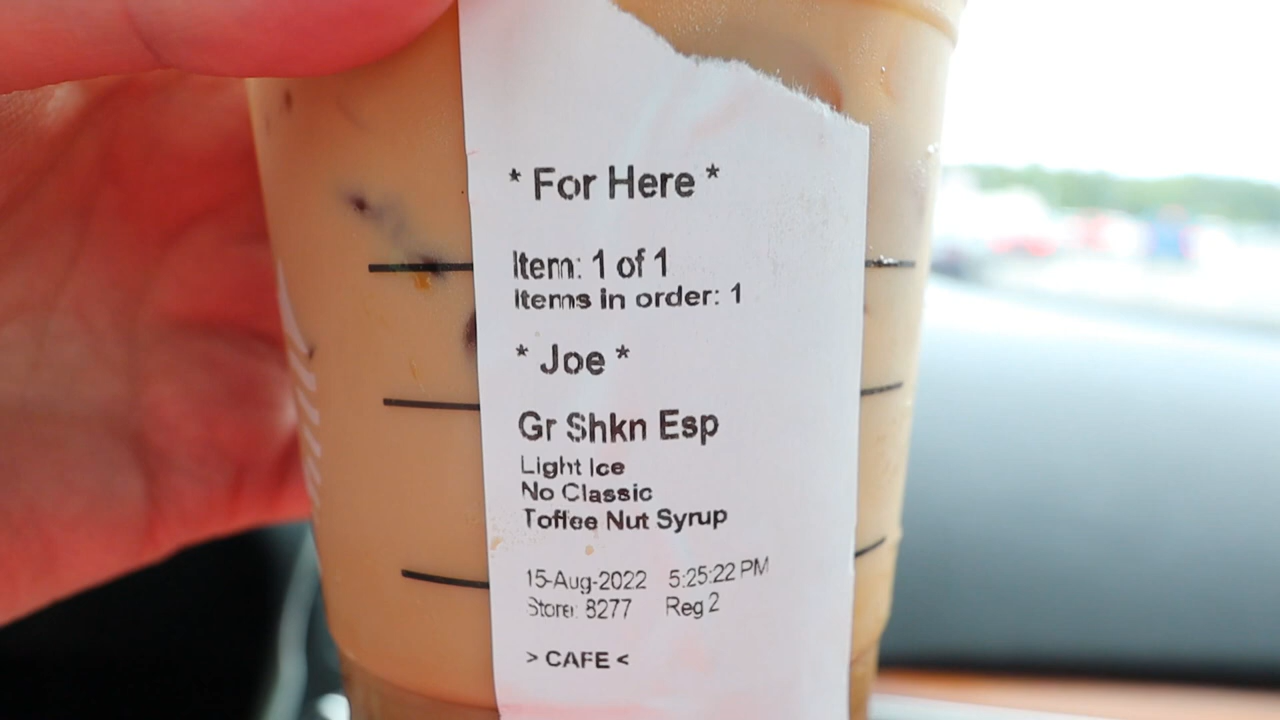 * For Here *
Item: 1 of 1
Items in order: 1
* Joe *
Gr Shkn Esp
Light Ice
No Classic
Toffee Nut Syrup
15-Aug-2022 5:25:22 PM
Store: 8277 Reg 2
> CAFE <